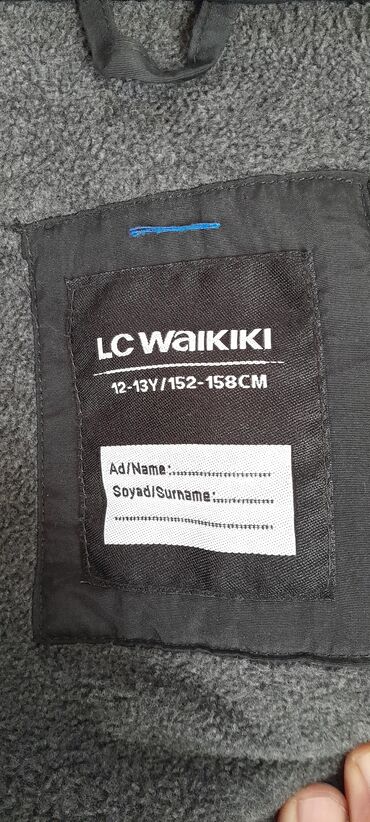 LC WAIKIKI
12-13Y/152-158CM
Ad/Name:....................
Soyad/Surname:............
................................